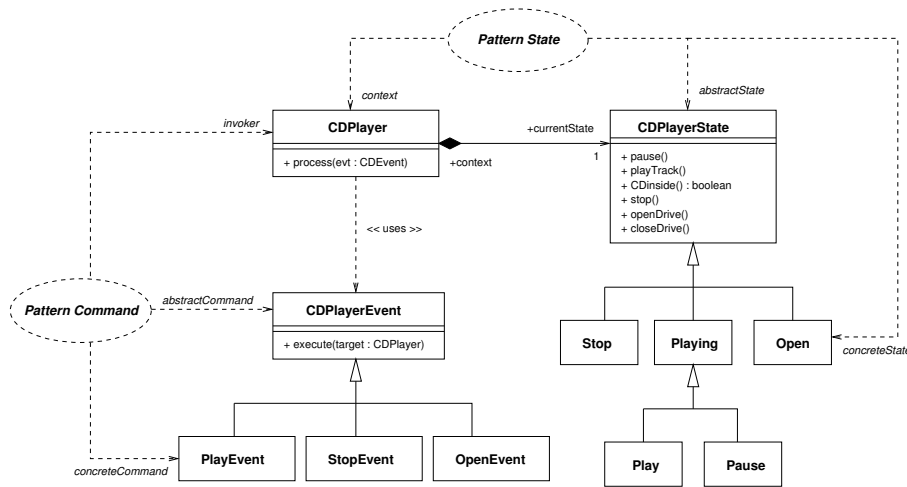 Pattern State
context
abstractState
invoker
CDPlayer
+ process(evt : CDEvent)
+currentState
+context
1
CDPlayerState
+ pause()
+ playTrack()
+ CDinside() : boolean
+ stop()
+ openDrive()
+ closeDrive()
<< uses >>
Pattern Command
abstractCommand
CDPlayerEvent
+ execute(target : CDPlayer)
Stop
Playing
Open
concreteState
PlayEvent
StopEvent
OpenEvent
concreteCommand
Play
Pause